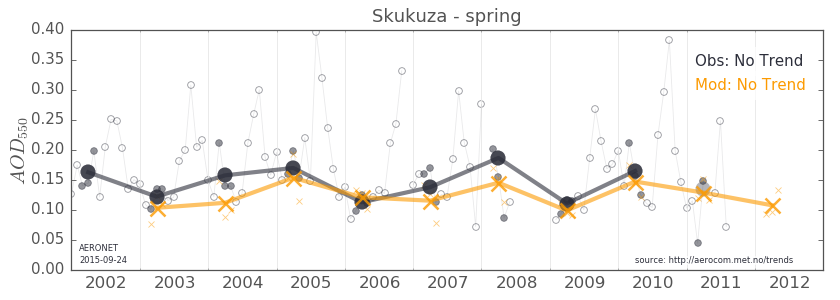 Skukuza - spring
0.40
0.35
0.30
0.25
0.20
0.15
0.10
0.05
0.00
AOD550
Obs: No Trend
Mod: No Trend
AERONET
2015-09-24
source: http://aerocom.met.no/trends
2002 2003 2004 2005 2006 2007 2008 2009 2010 2011 2012